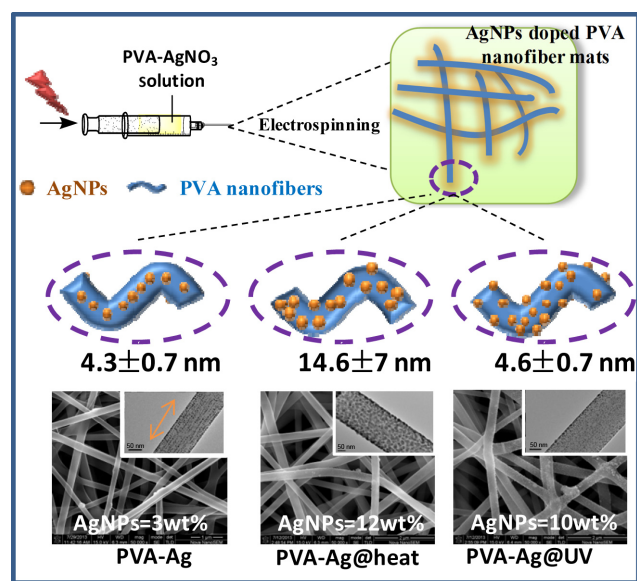 AgNPs doped PVA
nanofiber mats
PVA-AgNO₃
solution
Electrospinning
AgNPs
PVA nanofibers
4.3±0.7 nm
14.6±7 nm
4.6±0.7 nm
50 nm
50 nm
50 nm
AgNPs=3wt%
AgNPs=12wt%
AgNPs=10wt%
PVA-Ag
PVA-Ag@heat
PVA-Ag@UV